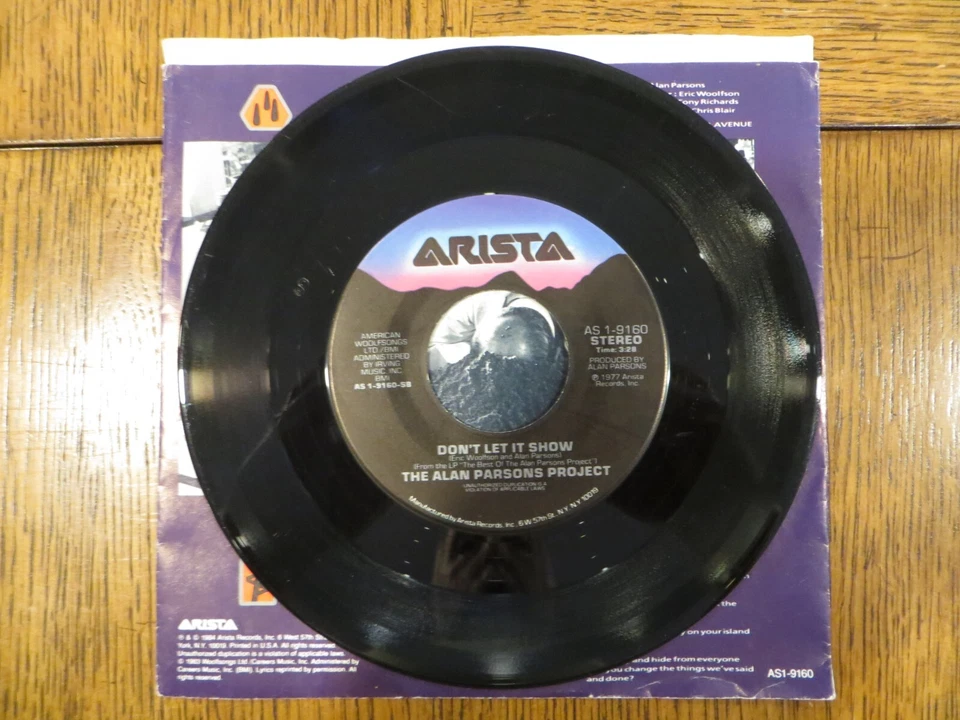 lan Parsons
: Eric Woolfson
Tony Richards
Chris Blair
AVENUE
ARISTA
AMERICAN
WOOLFSONGS
LTD./BMI
ADMINISTERED
BY IRVING
MUSIC INC.
BMI
AS 1-9160-SB
AS 1-9160
STEREO
Time: 3:28
PRODUCED BY
ALAN PARSONS
℗ 1977 Arista
Records, Inc.
DON'T LET IT SHOW
(Eric Woolfson and Alan Parsons)
(From the LP "The Best Of The Alan Parsons Project")
THE ALAN PARSONS PROJECT
UNAUTHORIZED DUPLICATION IS A
VIOLATION OF APPLICABLE LAWS
Manufactured by Arista Records, Inc. 6 W. 57th St., N.Y. N.Y. 10019
the
y on your island
and hide from everyone
you change the things we've said
and done?
ARISTA
℗ & © 1984 Arista Records, Inc. 6 West 57th Str
York, N.Y. 10019. Printed in U.S.A. All rights reserved.
Unauthorized duplication is a violation of applicable laws.
© 1983 Woolfsongs Ltd./Careers Music, Inc. Administered by
Careers Music, Inc. (BMI). Lyrics reprinted by permission. All
rights reserved.
AS1-9160